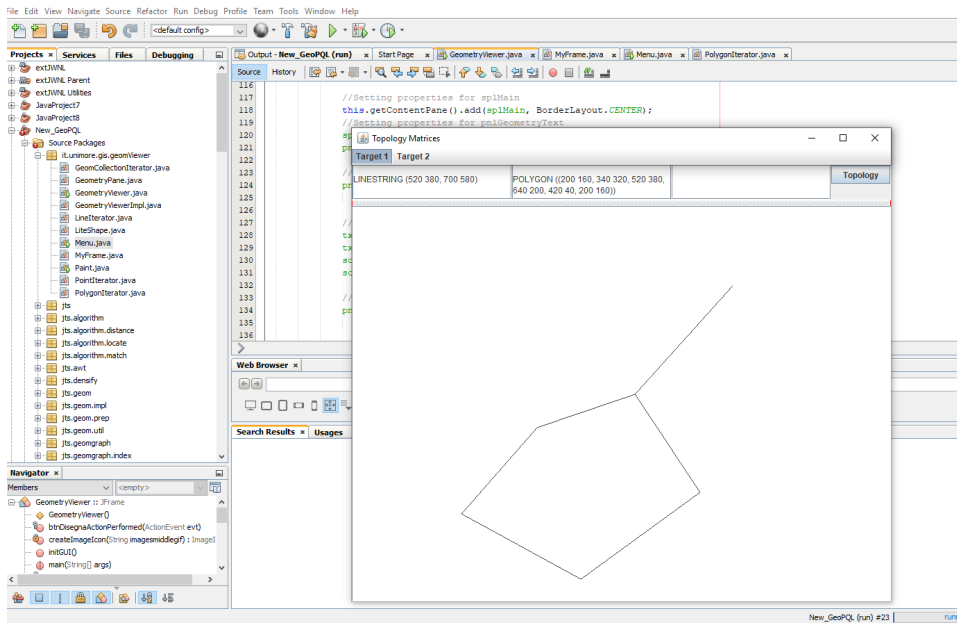 File Edit View Navigate Source Refactor Run Debug Profile Team Tools Window Help
<default config>
Projects × Services Files Debugging
Output - New_GeoPQL (run) × Start Page × GeometryViewer.java × MyFrame.java × Menu.java × PolygonIterator.java ×
Source History
extJWNL
extJWNL Parent
extJWNL Utilities
JavaProject7
JavaProject8
New_GeoPQL
Source Packages
it.unimore.gis.geomViewer
GeomCollectionIterator.java
GeometryPane.java
GeometryViewer.java
GeometryViewerImpl.java
LineIterator.java
LiteShape.java
Menu.java
MyFrame.java
Paint.java
PointIterator.java
PolygonIterator.java
jts
jts.algorithm
jts.algorithm.distance
jts.algorithm.locate
jts.algorithm.match
jts.awt
jts.densify
jts.geom
jts.geom.impl
jts.geom.prep
jts.geom.util
jts.geomgraph
jts.geomgraph.index
116
117 //Setting properties for splMain
118 this.getContentPane().add(splMain, BorderLayout.CENTER);
119 //Setting properties for pnlGeometryText
120 sp
121
122
123 //
124 pn
125
126
127 //
128 tx
129 tx
130 sc
131 sc
132
133 //
134 pn
135
136
Topology Matrices
Target 1 Target 2
LINESTRING (520 380, 700 580)
POLYGON ((200 160, 340 320, 520 380,
640 200, 420 40, 200 160))
Topology
Web Browser ×
Search Results × Usages
Navigator ×
Members <empty>
GeometryViewer :: JFrame
GeometryViewer()
btnDisegnaActionPerformed(ActionEvent evt)
createImageIcon(String imagesmiddlegif) : ImageI
initGUI()
main(String[] args)
New_GeoPQL (run) #23